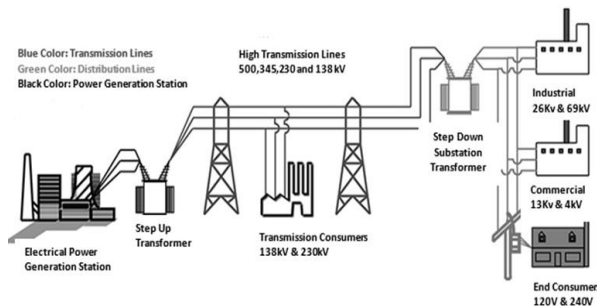 Blue Color: Transmission Lines
Green Color: Distribution Lines
Black Color: Power Generation Station
High Transmission Lines
500,345,230 and 138kV
Industrial
26Kv & 69kV
Step Down
Substation
Transformer
Commercial
13Kv & 4kV
Step Up
Transformer
Transmission Consumers
138kV & 230kV
Electrical Power
Generation Station
End Consumer
120V & 240V